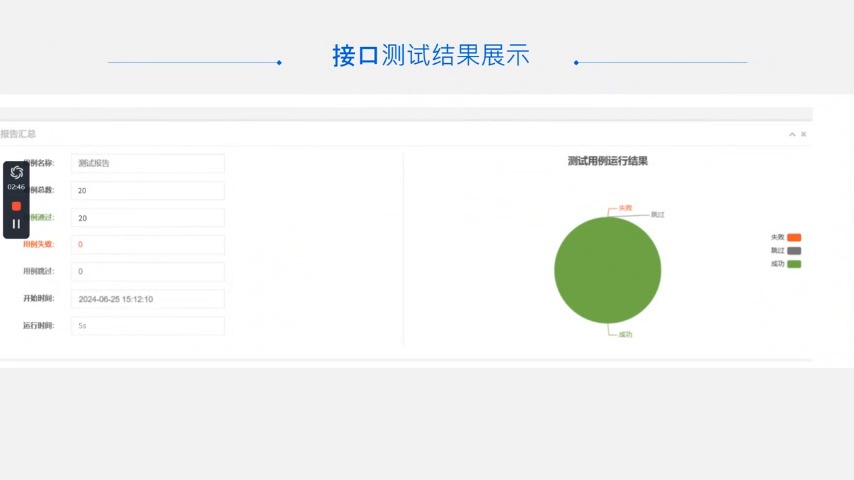 接口测试结果展示
报告汇总
用例名称: 测试报告
02:46
例总数: 20
例通过: 20
用例失败: 0
用例跳过: 0
开始时间: 2024-06-25 15:12:10
运行时间: 5s
测试用例运行结果
失败
跳过
成功
失败
跳过
成功